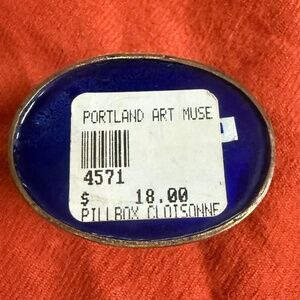 PORTLAND ART MUSE
4571
$ 18.00
PILLBOX CLOISONNE